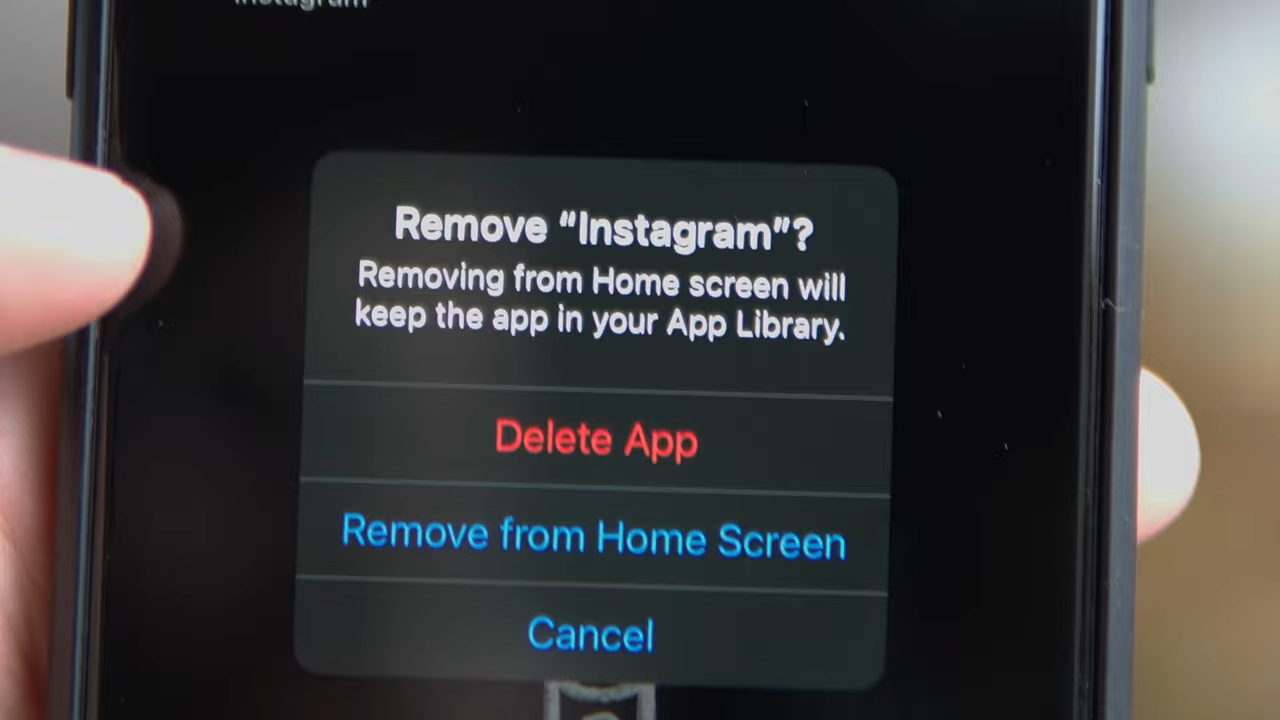 Instagram
Remove “Instagram”?
Removing from Home screen will
keep the app in your App Library.
Delete App
Remove from Home Screen
Cancel